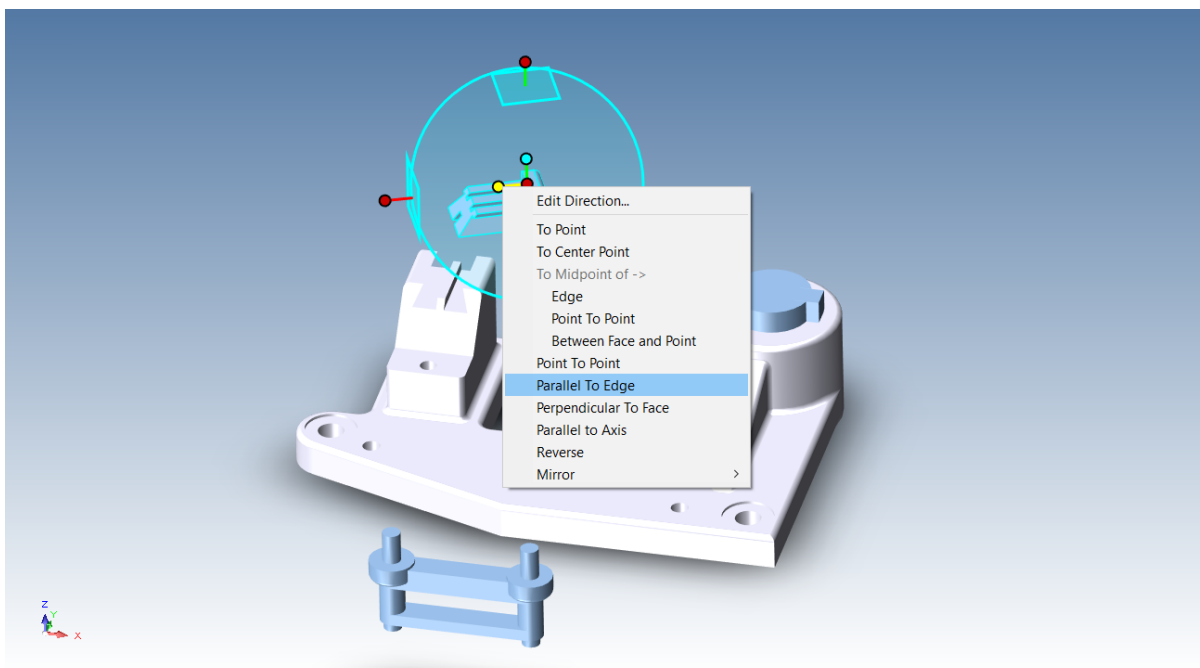 Edit Direction...
To Point
To Center Point
To Midpoint of ->
Edge
Point To Point
Between Face and Point
Point To Point
Parallel To Edge
Perpendicular To Face
Parallel to Axis
Reverse
Mirror
Z
Y
X